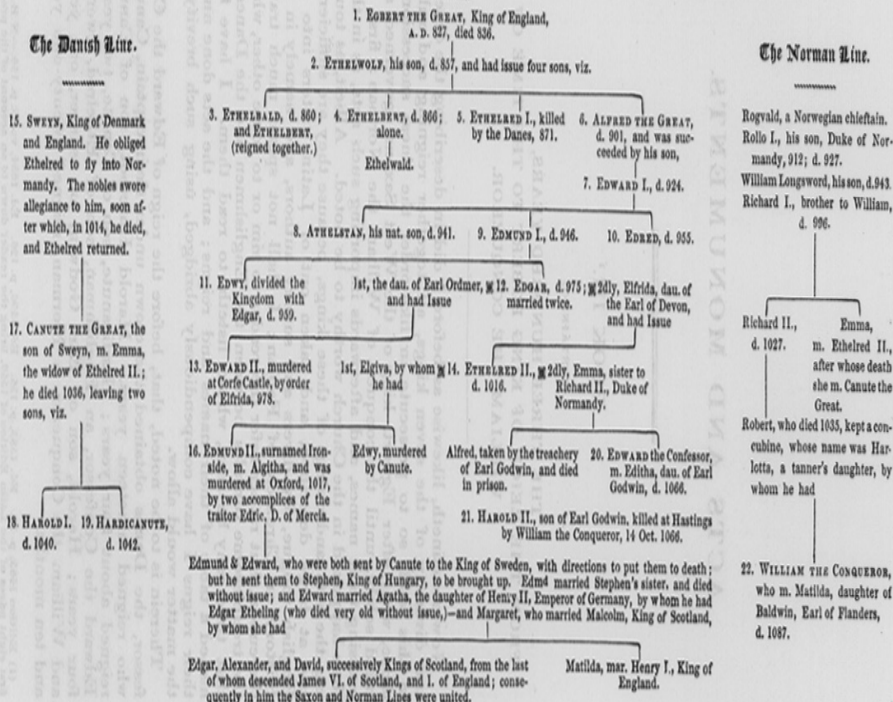 1. EGBERT THE GREAT, King of England,
A. D. 827, died 836.
2. ETHELWOLF, his son, d. 857, and had issue four sons, viz.
3. ETHELBALD, d. 860;
and ETHELBERT,
(reigned together.)
4. ETHELBERT, d. 866;
alone.
Ethelwald.
5. ETHELRED I., killed
by the Danes, 871.
6. ALFRED THE GREAT,
d. 901, and was suc-
ceeded by his son,
7. EDWARD I., d. 924.
8. ATHELSTAN, his nat. son, d. 941.
9. EDMUND I., d. 946.
10. EDRED, d. 955.
11. EDWY, divided the
Kingdom with
Edgar, d. 959.
1st, the dau. of Earl Ordmer,
and had Issue
12. EDGAR, d. 975;
married twice.
2dly, Elfrida, dau. of
the Earl of Devon,
and had Issue
13. EDWARD II., murdered
at Corfe Castle, by order
of Elfrida, 978.
1st, Elgiva, by whom
he had
14. ETHELRED II.,
d. 1016.
2dly, Emma, sister to
Richard II., Duke of
Normandy.
16. EDMUND II., surnamed Iron-
side, m. Algitha, and was
murdered at Oxford, 1017,
by two accomplices of the
traitor Edric, D. of Mercia.
Edwy, murdered
by Canute.
Alfred, taken by the treachery
of Earl Godwin, and died
in prison.
20. EDWARD the Confessor,
m. Editha, dau. of Earl
Godwin, d. 1066.
21. HAROLD II., son of Earl Godwin, killed at Hastings
by William the Conqueror, 14 Oct. 1066.
Edmund & Edward, who were both sent by Canute to the King of Sweden, with directions to put them to death;
but he sent them to Stephen, King of Hungary, to be brought up. Edmd married Stephen's sister, and died
without issue; and Edward married Agatha, the daughter of Henry II, Emperor of Germany, by whom he had
Edgar Etheling (who died very old without issue,)—and Margaret, who married Malcolm, King of Scotland,
by whom she had
Edgar, Alexander, and David, successively Kings of Scotland, from the last
of whom descended James VI. of Scotland, and I. of England; conse-
quently in him the Saxon and Norman Lines were united.
Matilda, mar. Henry I., King of
England.
The Danish Line.
15. SWEYN, King of Denmark
and England. He obliged
Ethelred to fly into Nor-
mandy. The nobles swore
allegiance to him, soon af-
ter which, in 1014, he died,
and Ethelred returned.
17. CANUTE THE GREAT, the
son of Sweyn, m. Emma,
the widow of Ethelred II.;
he died 1036, leaving two
sons, viz.
18. HAROLD I.
d. 1040.
19. HARDICANUTE,
d. 1042.
The Norman Line.
Rogvald, a Norwegian chieftain.
Rollo I., his son, Duke of Nor-
mandy, 912; d. 927.
William Longsword, his son, d. 943.
Richard I., brother to William,
d. 996.
Richard II.,
d. 1027.
Emma,
m. Ethelred II.,
after whose death
she m. Canute the
Great.
Robert, who died 1035, kept a con-
cubine, whose name was Har-
lotta, a tanner's daughter, by
whom he had
22. WILLIAM THE CONQUEROR,
who m. Matilda, daughter of
Baldwin, Earl of Flanders,
d. 1087.